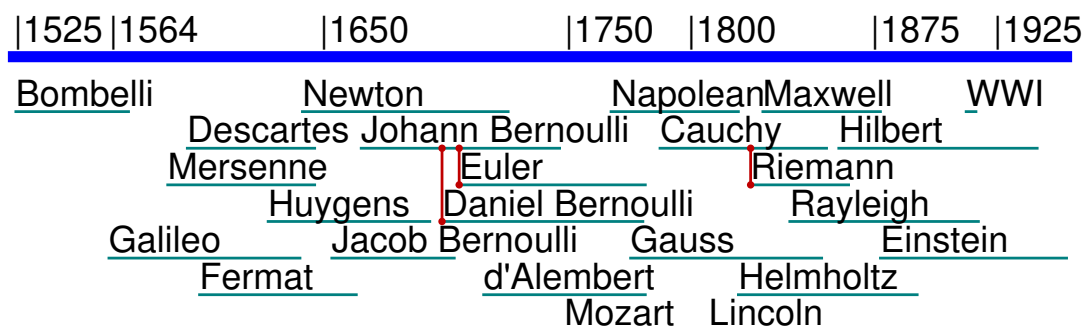 |1525 |1564 |1650 |1750 |1800 |1875 |1925
Bombelli Newton Napolean Maxwell WWI
Descartes Johann Bernoulli Cauchy Hilbert
Mersenne Euler Riemann
Huygens Daniel Bernoulli Rayleigh
Galileo Jacob Bernoulli Gauss Einstein
Fermat d'Alembert Helmholtz
Mozart Lincoln